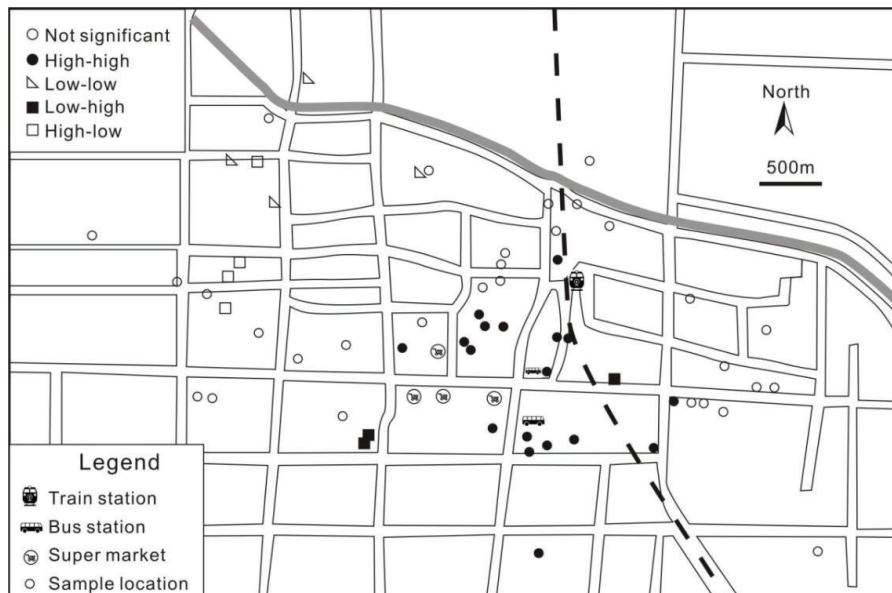 Not significant
High-high
Low-low
Low-high
High-low
North
500m
Legend
Train station
Bus station
Super market
Sample location